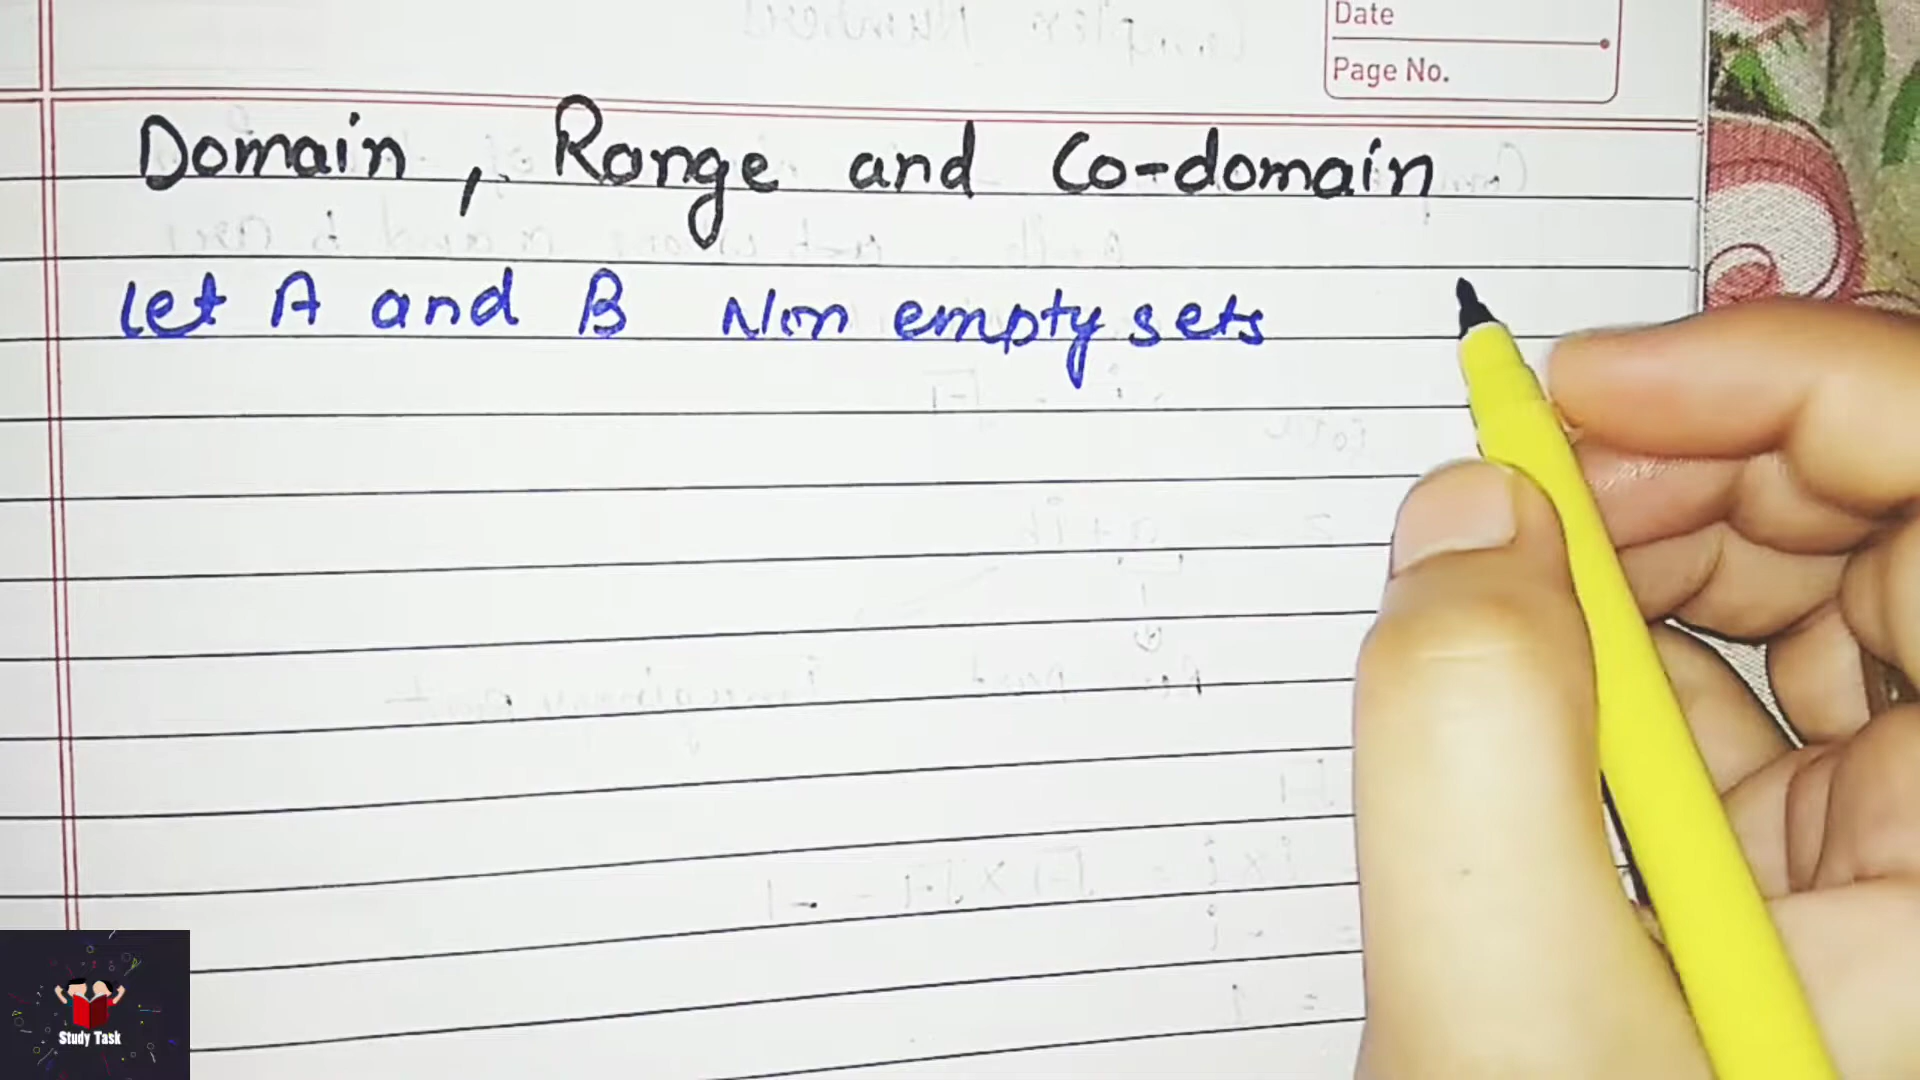 Date
Page No.
Domain, Range and Co-domain
let A and B Non empty sets
Study Task